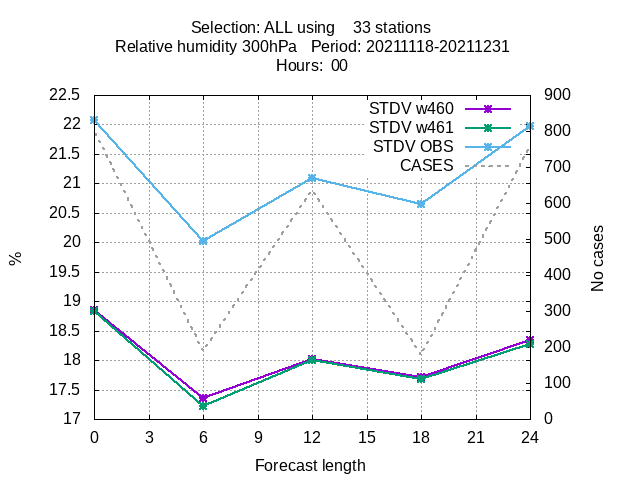 Selection: ALL using    33 stations
Relative humidity 300hPa   Period: 20211118-20211231
Hours:  00
22.5
22
21.5
21
20.5
20
19.5
19
18.5
18
17.5
17
%
STDV w460
STDV w461
STDV OBS
CASES
900
800
700
600
500
400
300
200
100
0
No cases
0 3 6 9 12 15 18 21 24
Forecast length